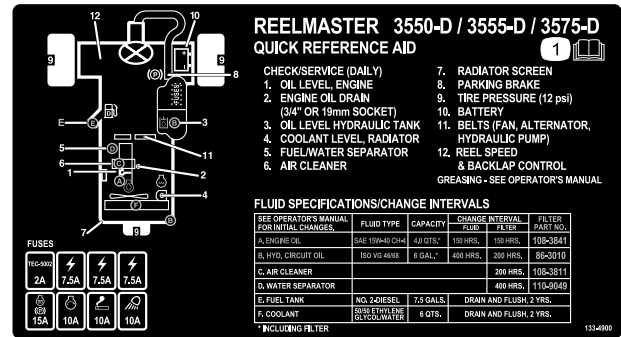 REELMASTER 3550-D / 3555-D / 3575-D
QUICK REFERENCE AID
1
CHECK/SERVICE (DAILY)
1. OIL LEVEL, ENGINE
2. ENGINE OIL DRAIN
(3/4" OR 19mm SOCKET)
3. OIL LEVEL HYDRAULIC TANK
4. COOLANT LEVEL, RADIATOR
5. FUEL/WATER SEPARATOR
6. AIR CLEANER
7. RADIATOR SCREEN
8. PARKING BRAKE
9. TIRE PRESSURE (12 psi)
10. BATTERY
11. BELTS (FAN, ALTERNATOR,
HYDRAULIC PUMP)
12. REEL SPEED
& BACKLAP CONTROL
GREASING - SEE OPERATOR'S MANUAL
12
10
9
9
(P)
8
FUSES
E
E
D
B
3
5
D
11
6
C
1
2
A
4
F
B
7
9
FUSES
TEC-5002
2A
7.5A
7.5A
7.5A
(P)
15A
10A
10A
10A
FLUID SPECIFICATIONS/CHANGE INTERVALS
SEE OPERATOR'S MANUAL FOR INITIAL CHANGES, FLUID TYPE CAPACITY CHANGE INTERVAL FLUID FILTER FILTER PART NO.
A. ENGINE OIL SAE 15W-40 CH-4 4.0 QTS.* 150 HRS. 150 HRS. 108-3841
B. HYD. CIRCUIT OIL ISO VG 46/68 6 GAL.* 400 HRS. 200 HRS. 86-3010
C. AIR CLEANER 200 HRS. 108-3811
D. WATER SEPARATOR 400 HRS. 110-9049
E. FUEL TANK NO. 2-DIESEL 7.5 GALS. DRAIN AND FLUSH, 2 YRS.
F. COOLANT 50/50 ETHYLENE GLYCOL/WATER 6 QTS. DRAIN AND FLUSH, 2 YRS.
* INCLUDING FILTER
133-4900